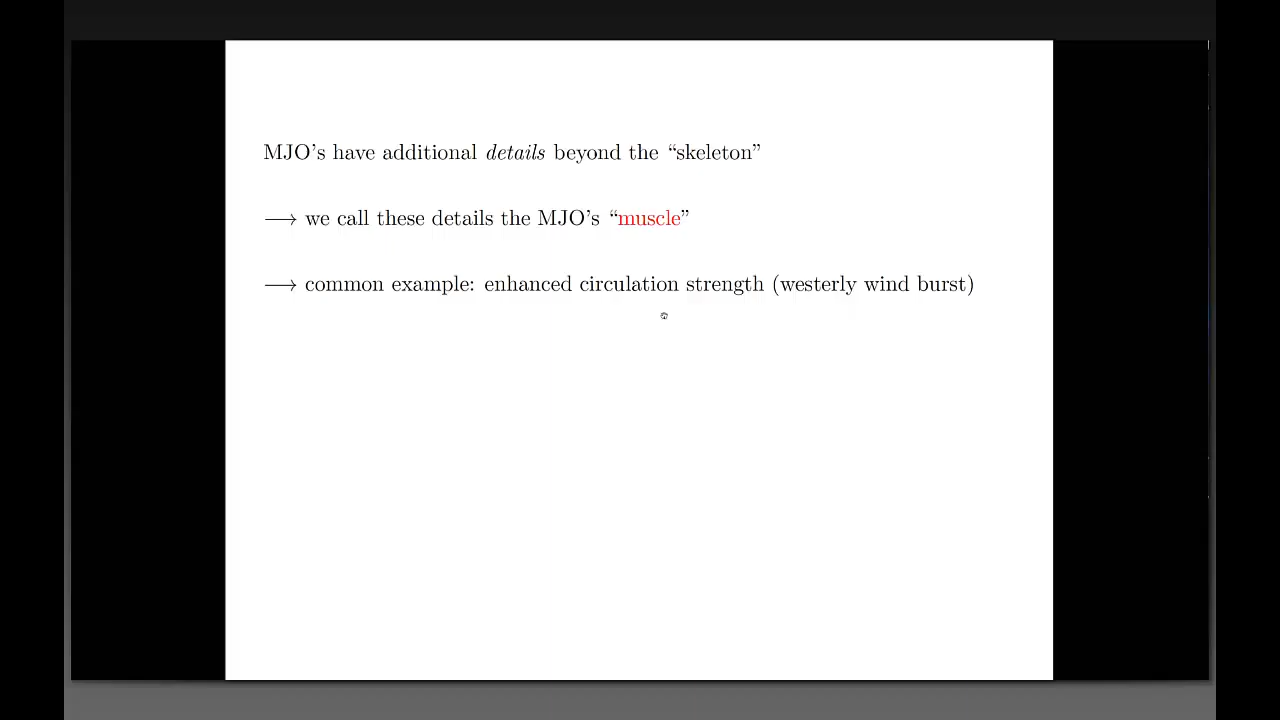 MJO's have additional details beyond the “skeleton”
⟶ we call these details the MJO's “muscle”
⟶ common example: enhanced circulation strength (westerly wind burst)